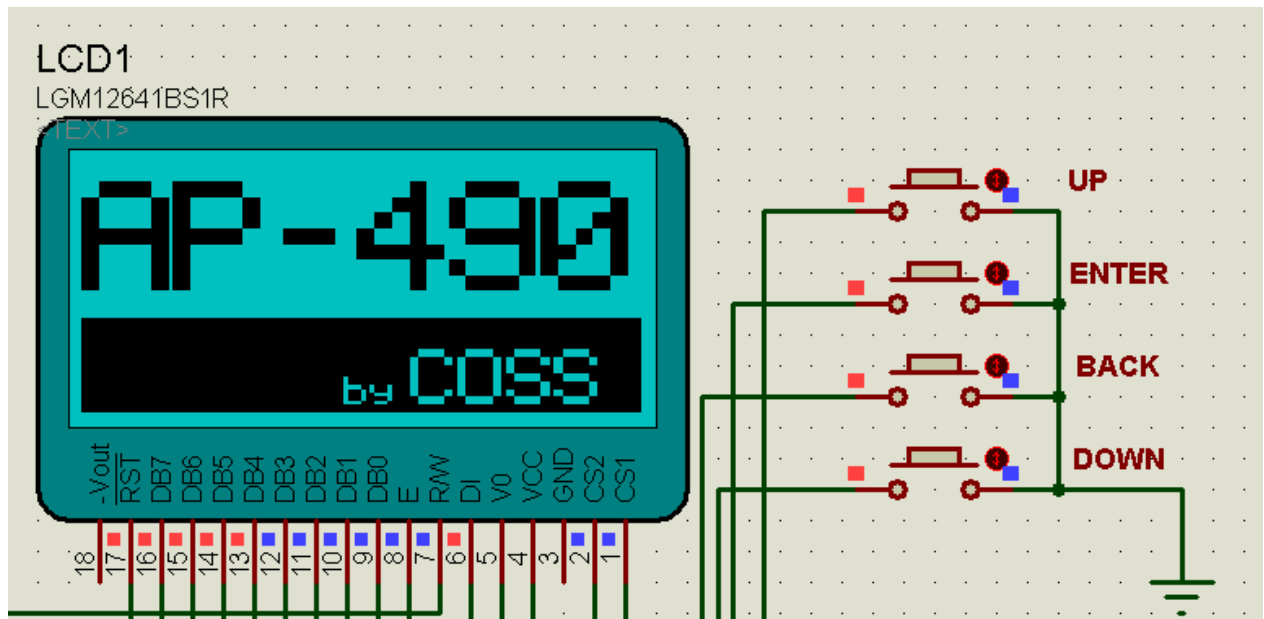 LCD1
LGM12641BS1R
<TEXT>
AP-490
by COSS
-Vout
RST
DB7
DB6
DB5
DB4
DB3
DB2
DB1
DB0
E
R/W
DI
V0
VCC
GND
CS2
CS1
18
17
16
15
14
13
12
11
10
9
8
7
6
5
4
3
2
1
UP
ENTER
BACK
DOWN